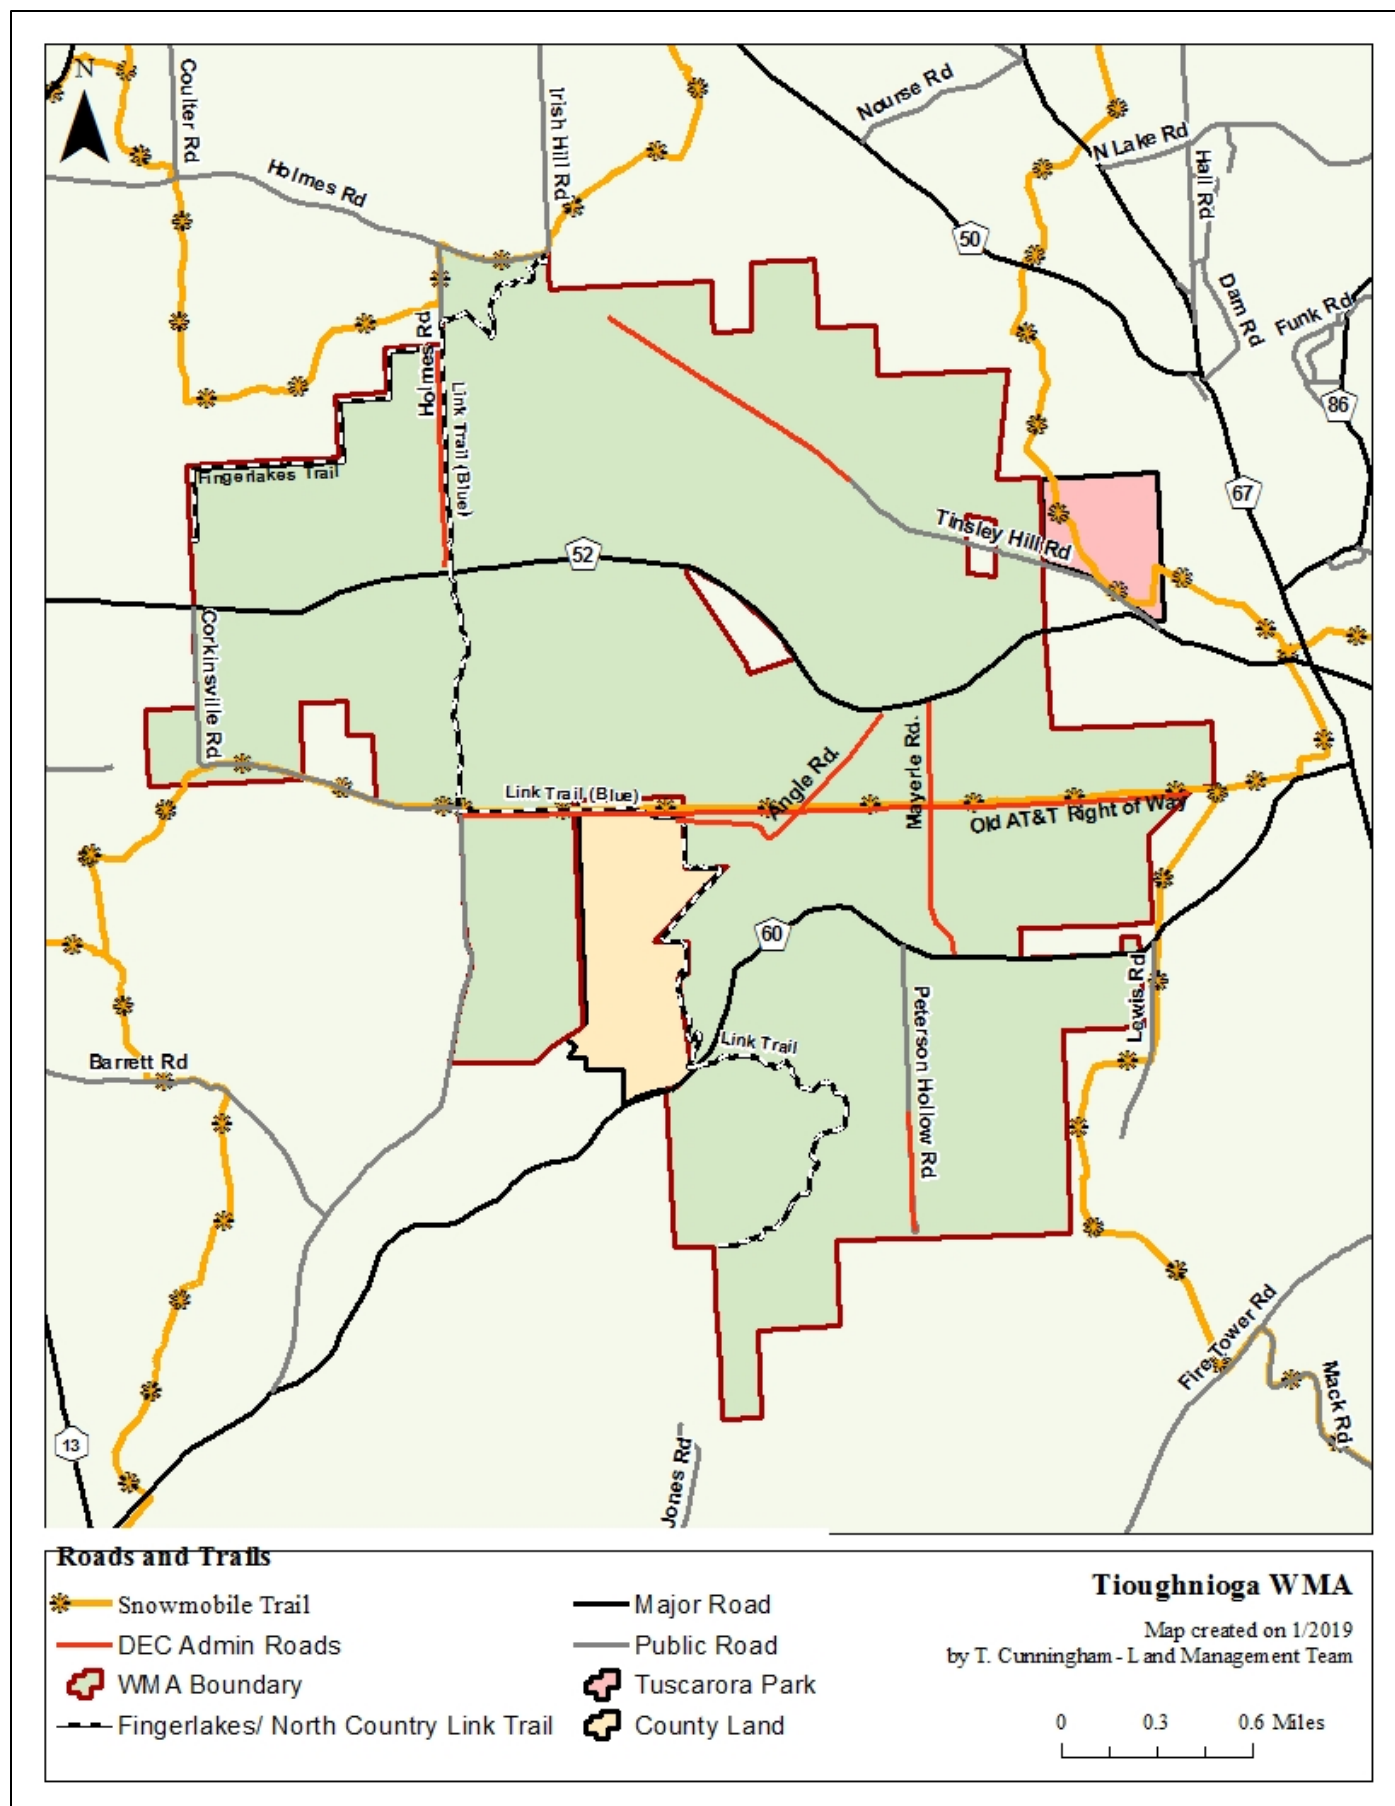 N
Coulter Rd
Irish Hill Rd
Nourse Rd
N Lake Rd
Hall Rd
Holmes Rd
50
Dam Rd
Funk Rd
Holmes Rd
Link Trail (Blue)
86
Fingerlakes Trail
67
Tinsley Hill Rd
52
Corkinsville Rd
Link Trail (Blue)
Angle Rd.
Mayerle Rd.
Old AT&T Right of Way
60
Lewis Rd
Peterson Hollow Rd
Link Trail
Barrett Rd
Fire Tower Rd
Mack Rd
13
Jones Rd
Roads and Trails
Snowmobile Trail
DEC Admin Roads
WMA Boundary
Fingerlakes/ North Country Link Trail
Major Road
Public Road
Tuscarora Park
County Land
Tioughnioga WMA
Map created on 1/2019
by T. Cunningham - Land Management Team
0 0.3 0.6 Miles